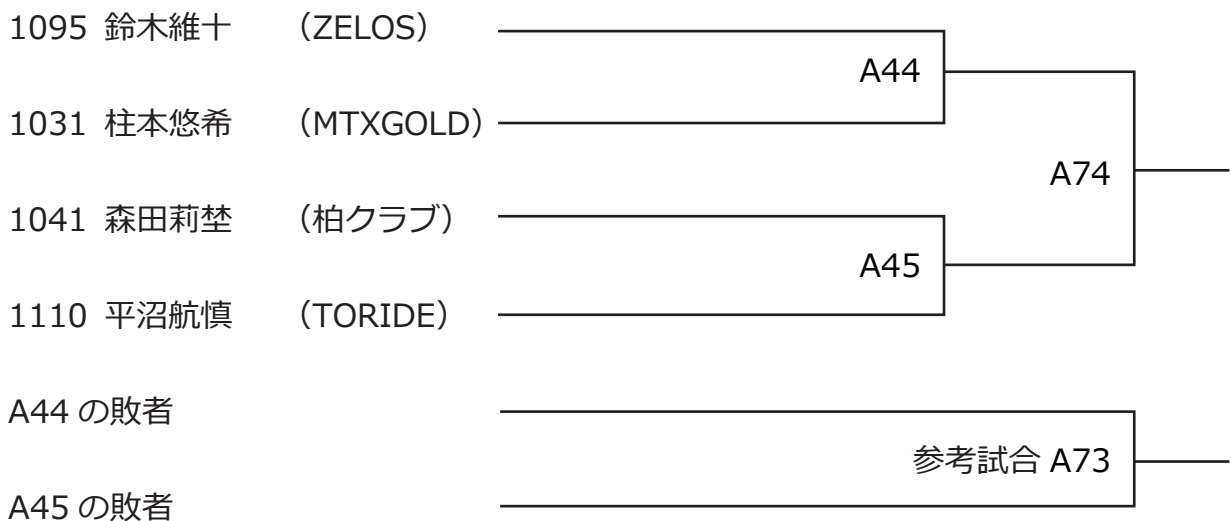 1095 鈴木維十 （ZELOS）
A44
1031 柱本悠希 （MTXGOLD）
A74
1041 森田莉埜 （柏クラブ）
A45
1110 平沼航慎 （TORIDE）
A44 の敗者
参考試合 A73
A45 の敗者